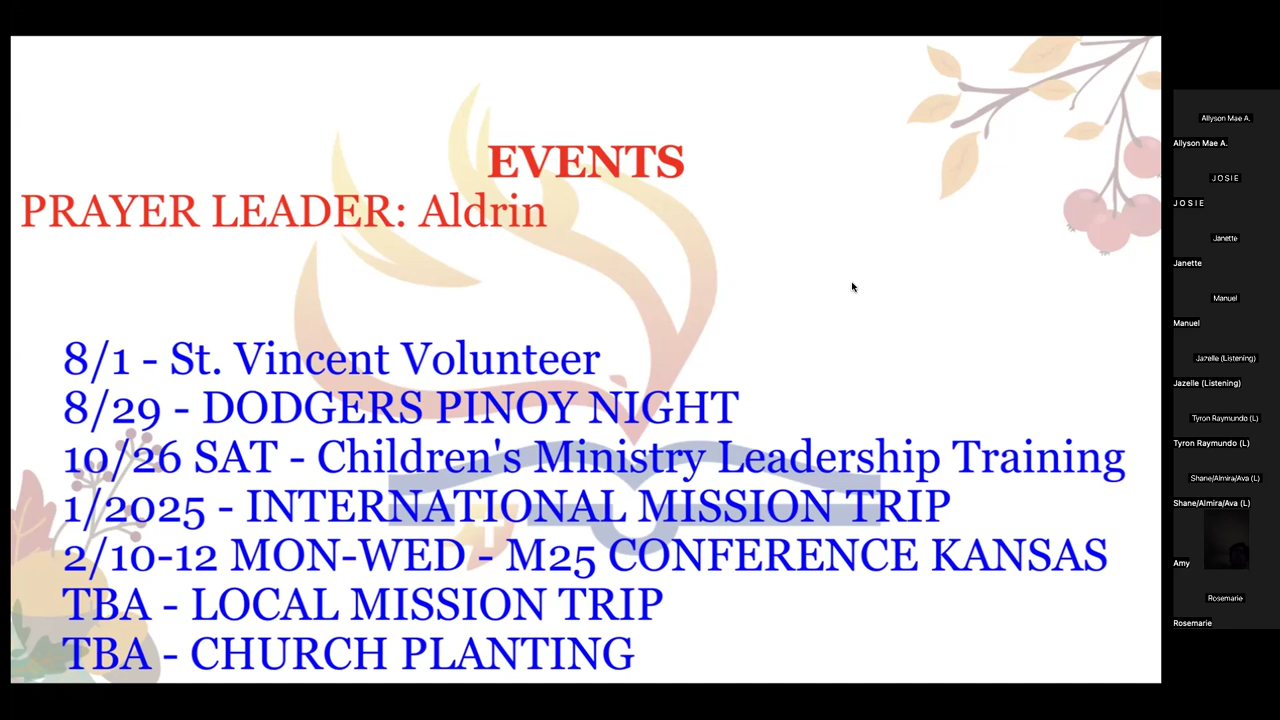 EVENTS
PRAYER LEADER: Aldrin
8/1 - St. Vincent Volunteer
8/29 - DODGERS PINOY NIGHT
10/26 SAT - Children's Ministry Leadership Training
1/2025 - INTERNATIONAL MISSION TRIP
2/10-12 MON-WED - M25 CONFERENCE KANSAS
TBA - LOCAL MISSION TRIP
TBA - CHURCH PLANTING
Allyson Mae A.
Allyson Mae A.
J O S I E
J O S I E
Janette
Janette
Manuel
Manuel
Jazelle (Listening)
Jazelle (Listening)
Tyron Raymundo (L)
Tyron Raymundo (L)
Shane/Almira/Ava (L)
Shane/Almira/Ava (L)
Amy
Rosemarie
Rosemarie